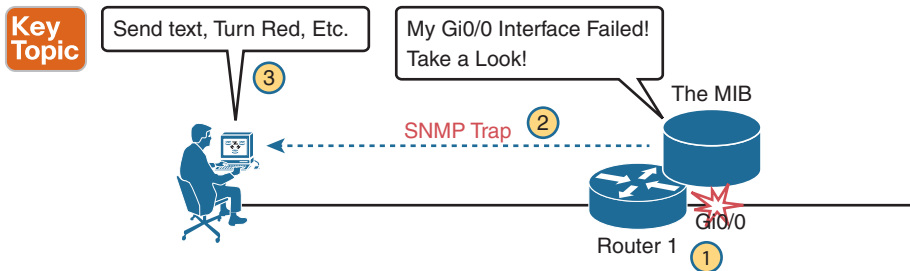 Key
Topic
Send text, Turn Red, Etc.
My Gi0/0 Interface Failed!
Take a Look!
3
The MIB
SNMP Trap
2
Gi0/0
Router 1
1